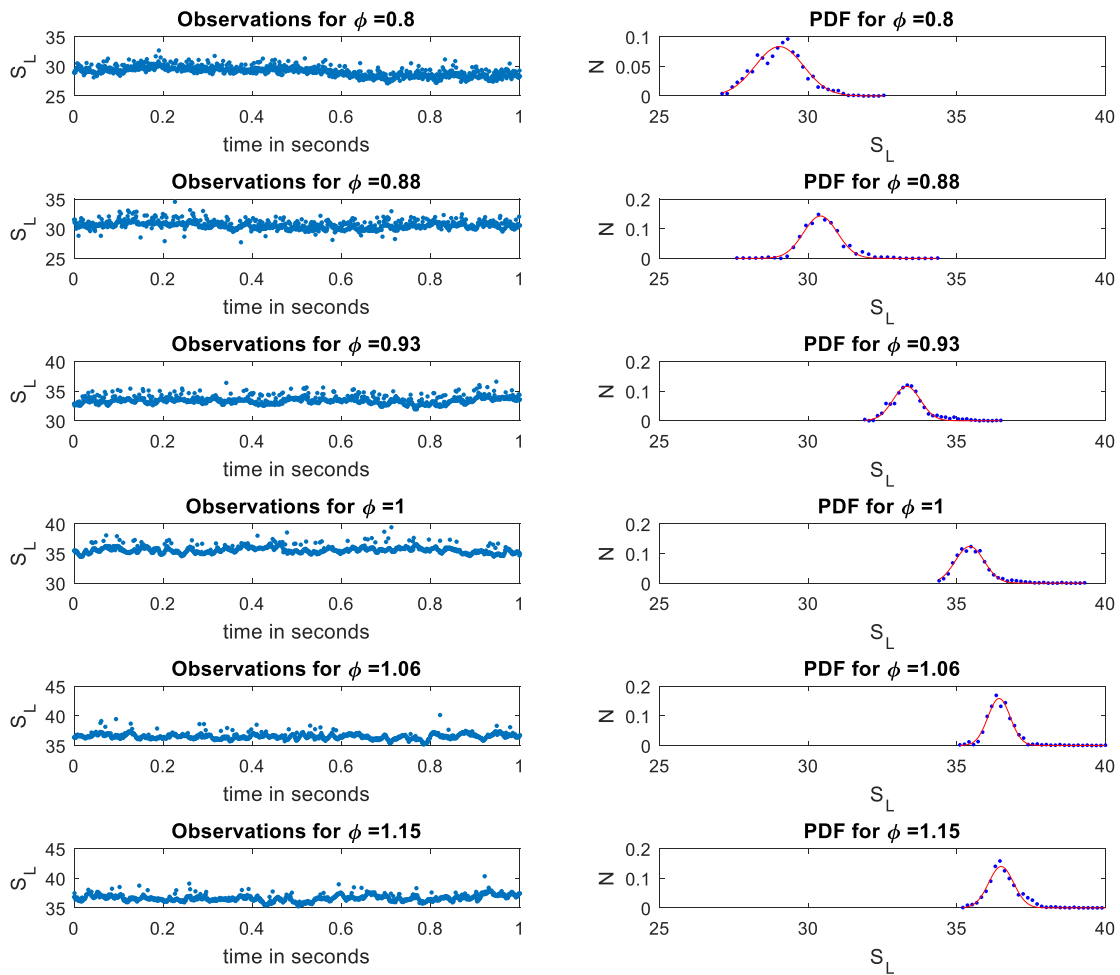 Observations for ϕ =0.8
35
30
25
S_L
0 0.2 0.4 0.6 0.8 1
time in seconds
PDF for ϕ =0.8
0.1
0.05
0
N
25 30 35 40
S_L
Observations for ϕ =0.88
35
30
25
S_L
0 0.2 0.4 0.6 0.8 1
time in seconds
PDF for ϕ =0.88
0.2
0.1
0
N
25 30 35 40
S_L
Observations for ϕ =0.93
40
35
30
S_L
0 0.2 0.4 0.6 0.8 1
time in seconds
PDF for ϕ =0.93
0.2
0.1
0
N
25 30 35 40
S_L
Observations for ϕ =1
40
35
30
S_L
0 0.2 0.4 0.6 0.8 1
time in seconds
PDF for ϕ =1
0.2
0.1
0
N
25 30 35 40
S_L
Observations for ϕ =1.06
45
40
35
S_L
0 0.2 0.4 0.6 0.8 1
time in seconds
PDF for ϕ =1.06
0.2
0.1
0
N
25 30 35 40
S_L
Observations for ϕ =1.15
45
40
35
S_L
0 0.2 0.4 0.6 0.8 1
time in seconds
PDF for ϕ =1.15
0.2
0.1
0
N
25 30 35 40
S_L